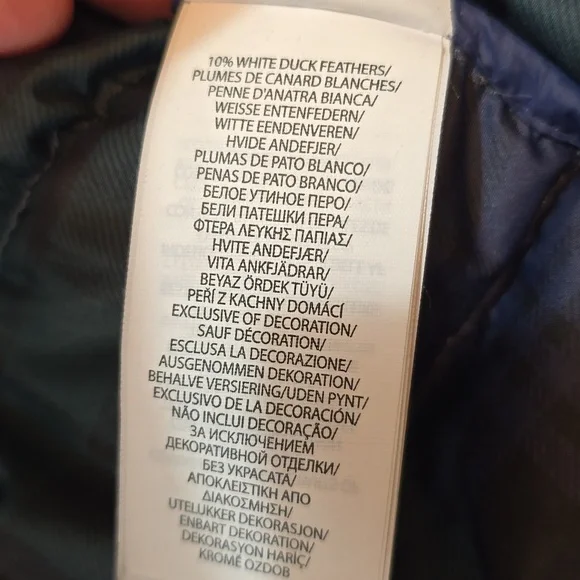 10% WHITE DUCK FEATHERS/
PLUMES DE CANARD BLANCHES/
PENNE D'ANATRA BIANCA/
WEISSE ENTENFEDERN/
WITTE EENDENVEREN/
HVIDE ANDEFJER/
PLUMAS DE PATO BLANCO/
PENAS DE PATO BRANCO/
БЕЛОЕ УТИНОЕ ПЕРО/
БЕЛИ ПАТЕШКИ ПЕРА/
ΦΤΕΡΑ ΛΕΥΚΗΣ ΠΑΠΙΑΣ/
HVITE ANDEFJÆR/
VITA ANKFJÄDRAR/
BEYAZ ÖRDEK TÜYÜ/
PEŘÍ Z KACHNY DOMÁCÍ
EXCLUSIVE OF DECORATION/
SAUF DÉCORATION/
ESCLUSA LA DECORAZIONE/
AUSGENOMMEN DEKORATION/
BEHALVE VERSIERING/UDEN PYNT/
EXCLUSIVO DE LA DECORACIÓN/
NÃO INCLUI DECORAÇÃO/
ЗА ИСКЛЮЧЕНИЕМ
ДЕКОРАТИВНОЙ ОТДЕЛКИ/
БЕЗ УКРАСАТА/
ΑΠΟΚΛΕΙΣΤΙΚΗ ΑΠΟ
ΔΙΑΚΟΣΜΗΣΗ/
UTELUKKER DEKORASJON/
ENBART DEKORATION/
DEKORASYON HARİÇ/
KROMĚ OZDOB